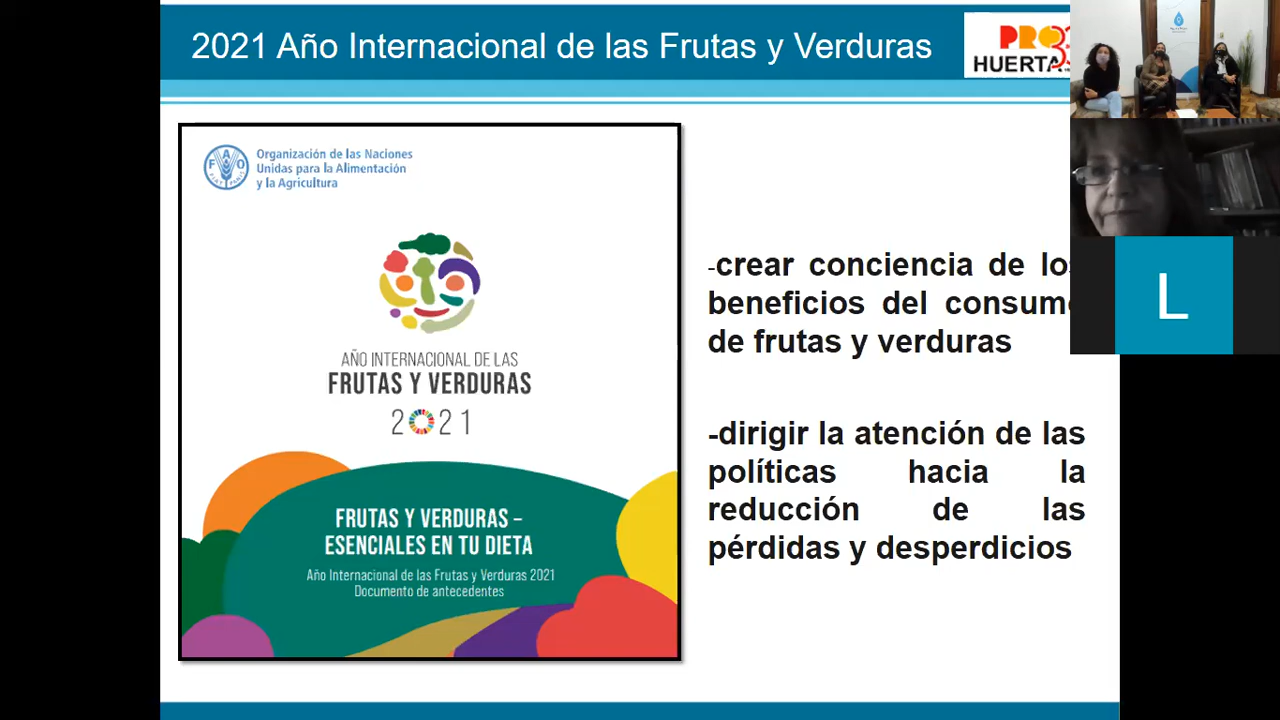 2021 Año Internacional de las Frutas y Verduras
PRO
HUERTA
Organización de las Naciones
Unidas para la Alimentación
y la Agricultura
FAO
FIAT PANIS
AÑO INTERNACIONAL DE LAS
FRUTAS Y VERDURAS
2021
FRUTAS Y VERDURAS –
ESENCIALES EN TU DIETA
Año Internacional de las Frutas y Verduras 2021
Documento de antecedentes
-crear conciencia de los
beneficios del consumo
de frutas y verduras
-dirigir la atención de las
políticas hacia la
reducción de las
pérdidas y desperdicios
L